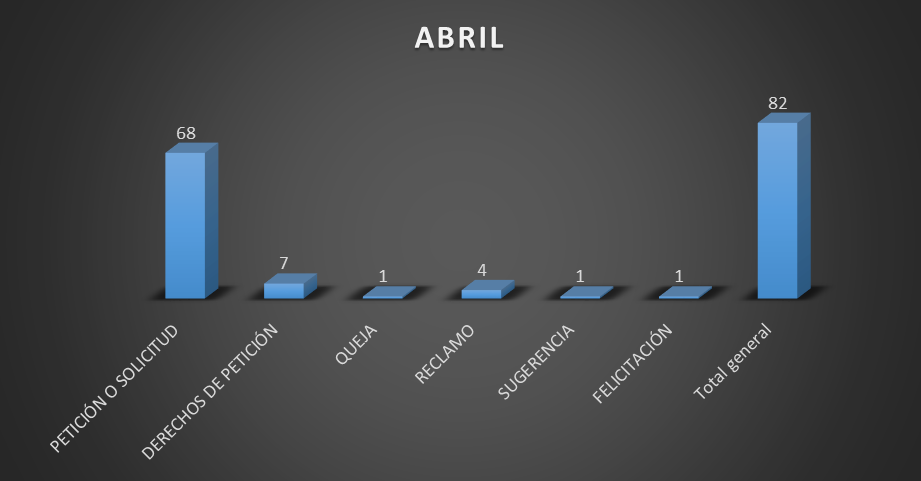 ABRIL
68
7
1
4
1
1
82
PETICIÓN O SOLICITUD
DERECHOS DE PETICIÓN
QUEJA
RECLAMO
SUGERENCIA
FELICITACIÓN
Total general